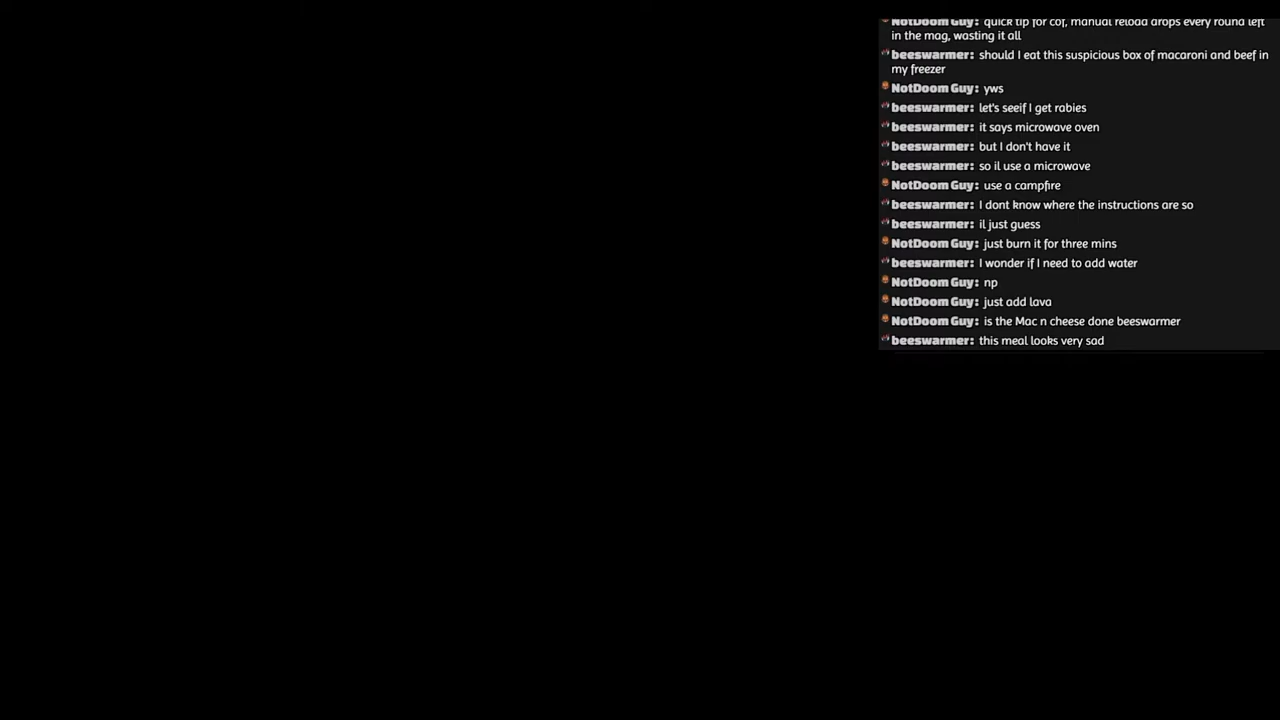 NotDoom Guy: quick tip for cof, manual reload drops every round left
in the mag, wasting it all
beeswarmer: should I eat this suspicious box of macaroni and beef in
my freezer
NotDoom Guy: yws
beeswarmer: let's seeif I get rabies
beeswarmer: it says microwave oven
beeswarmer: but I don't have it
beeswarmer: so il use a microwave
NotDoom Guy: use a campfire
beeswarmer: I dont know where the instructions are so
beeswarmer: il just guess
NotDoom Guy: just burn it for three mins
beeswarmer: I wonder if I need to add water
NotDoom Guy: np
NotDoom Guy: just add lava
NotDoom Guy: is the Mac n cheese done beeswarmer
beeswarmer: this meal looks very sad